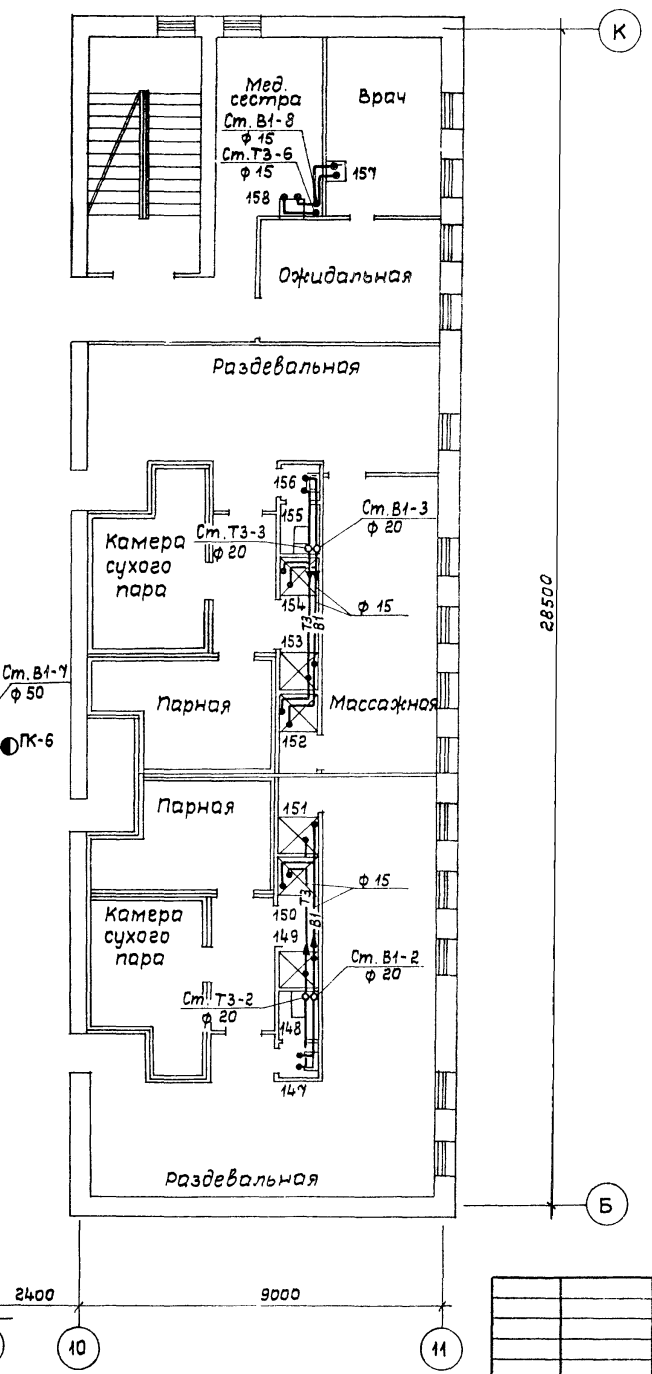 К
Мед.
сестра
Врач
Ст. В1-8
ф 15
Ст. Т3-6
ф 15
157
158
Ожидальная
Раздевальная
156
155
Ст. Т3-3
ф 20
Ст. В1-3
ф 20
Камера
сухого
пара
154
ф 15
Т3
В1
153
28500
Ст. В1-7
ф 50
Парная
Массажная
ПК-6
152
Парная
151
ф 15
Т3
В1
150
149
Камера
сухого
пара
Ст. В1-2
ф 20
Ст. Т3-2
ф 20
148
147
Раздевальная
Б
2400
9000
10
11